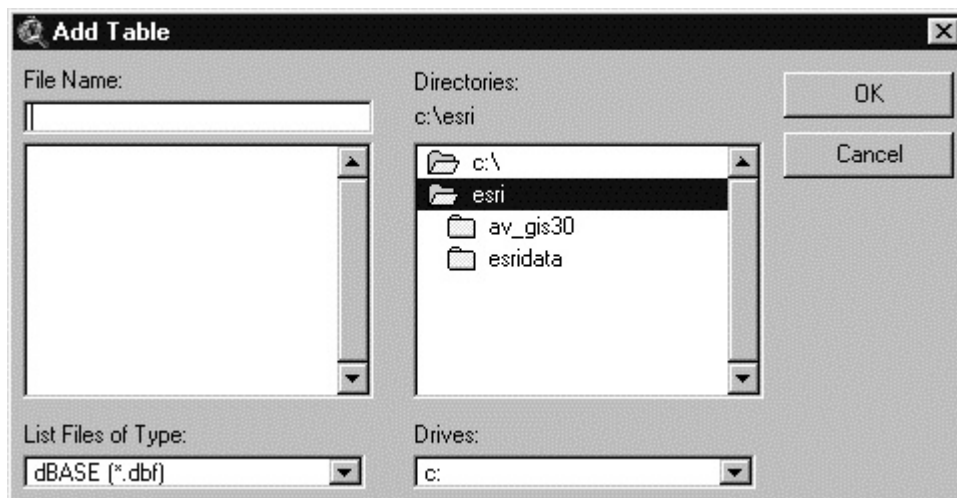 Add Table
File Name:
Directories:
c:\esri
OK
Cancel
c:\
esri
av_gis30
esridata
List Files of Type:
dBASE (*.dbf)
Drives:
c: